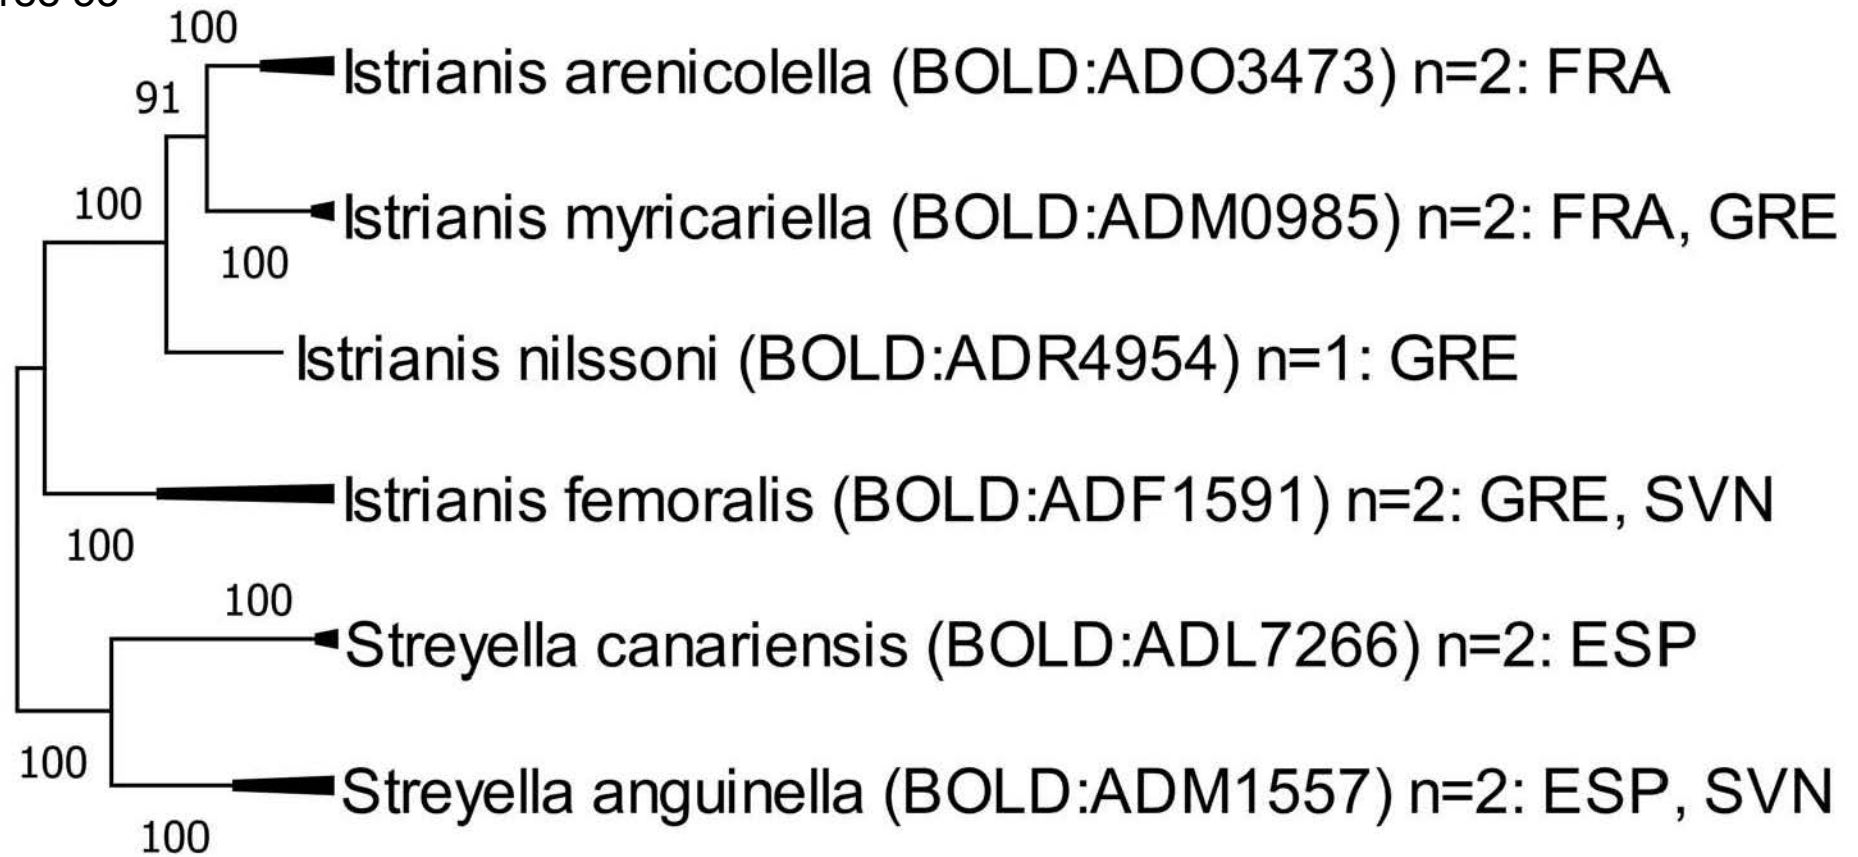 100
Istrianis arenicolella (BOLD:ADO3473) n=2: FRA
91
100
Istrianis myricariella (BOLD:ADM0985) n=2: FRA, GRE
100
Istrianis nilssoni (BOLD:ADR4954) n=1: GRE
Istrianis femoralis (BOLD:ADF1591) n=2: GRE, SVN
100
100
Streyella canariensis (BOLD:ADL7266) n=2: ESP
100
Streyella anguinella (BOLD:ADM1557) n=2: ESP, SVN
100